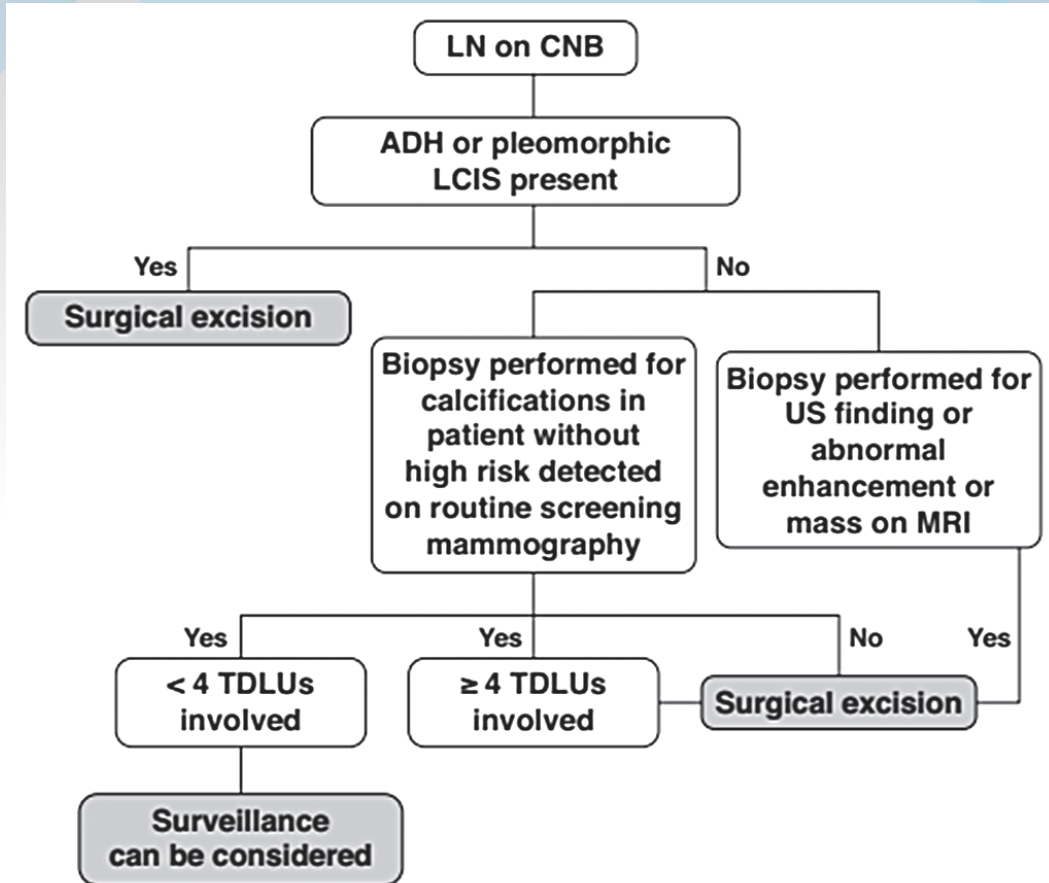 LN on CNB
ADH or pleomorphic
LCIS present
Yes
No
Surgical excision
Biopsy performed for
calcifications in
patient without
high risk detected
on routine screening
mammography
Biopsy performed for
US finding or
abnormal
enhancement or
mass on MRI
Yes
Yes
No
Yes
< 4 TDLUs
involved
≥ 4 TDLUs
involved
Surgical excision
Surveillance
can be considered